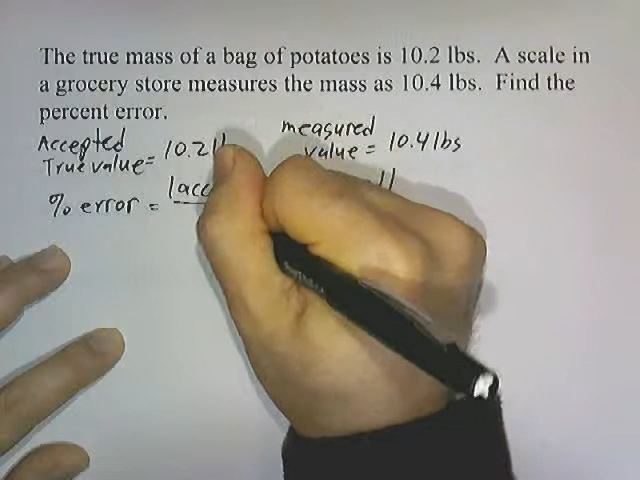 The true mass of a bag of potatoes is 10.2 lbs. A scale in
a grocery store measures the mass as 10.4 lbs. Find the
percent error.
Accepted
True value = 10.2 l
measured
value = 10.4 lbs
% error = |acc